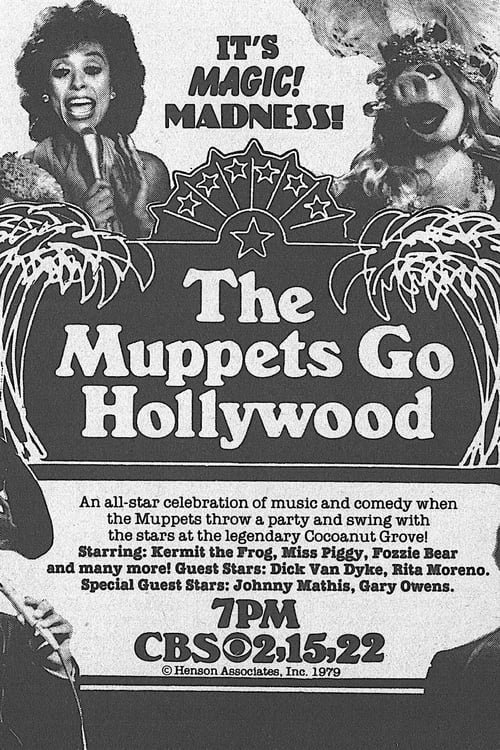 IT'S
MAGIC!
MADNESS!
The
Muppets Go
Hollywood
An all-star celebration of music and comedy when
the Muppets throw a party and swing with
the stars at the legendary Cocoanut Grove!
Starring: Kermit the Frog, Miss Piggy, Fozzie Bear
and many more! Guest Stars: Dick Van Dyke, Rita Moreno.
Special Guest Stars: Johnny Mathis, Gary Owens.
7PM
CBS 2,15,22
© Henson Associates, Inc. 1979